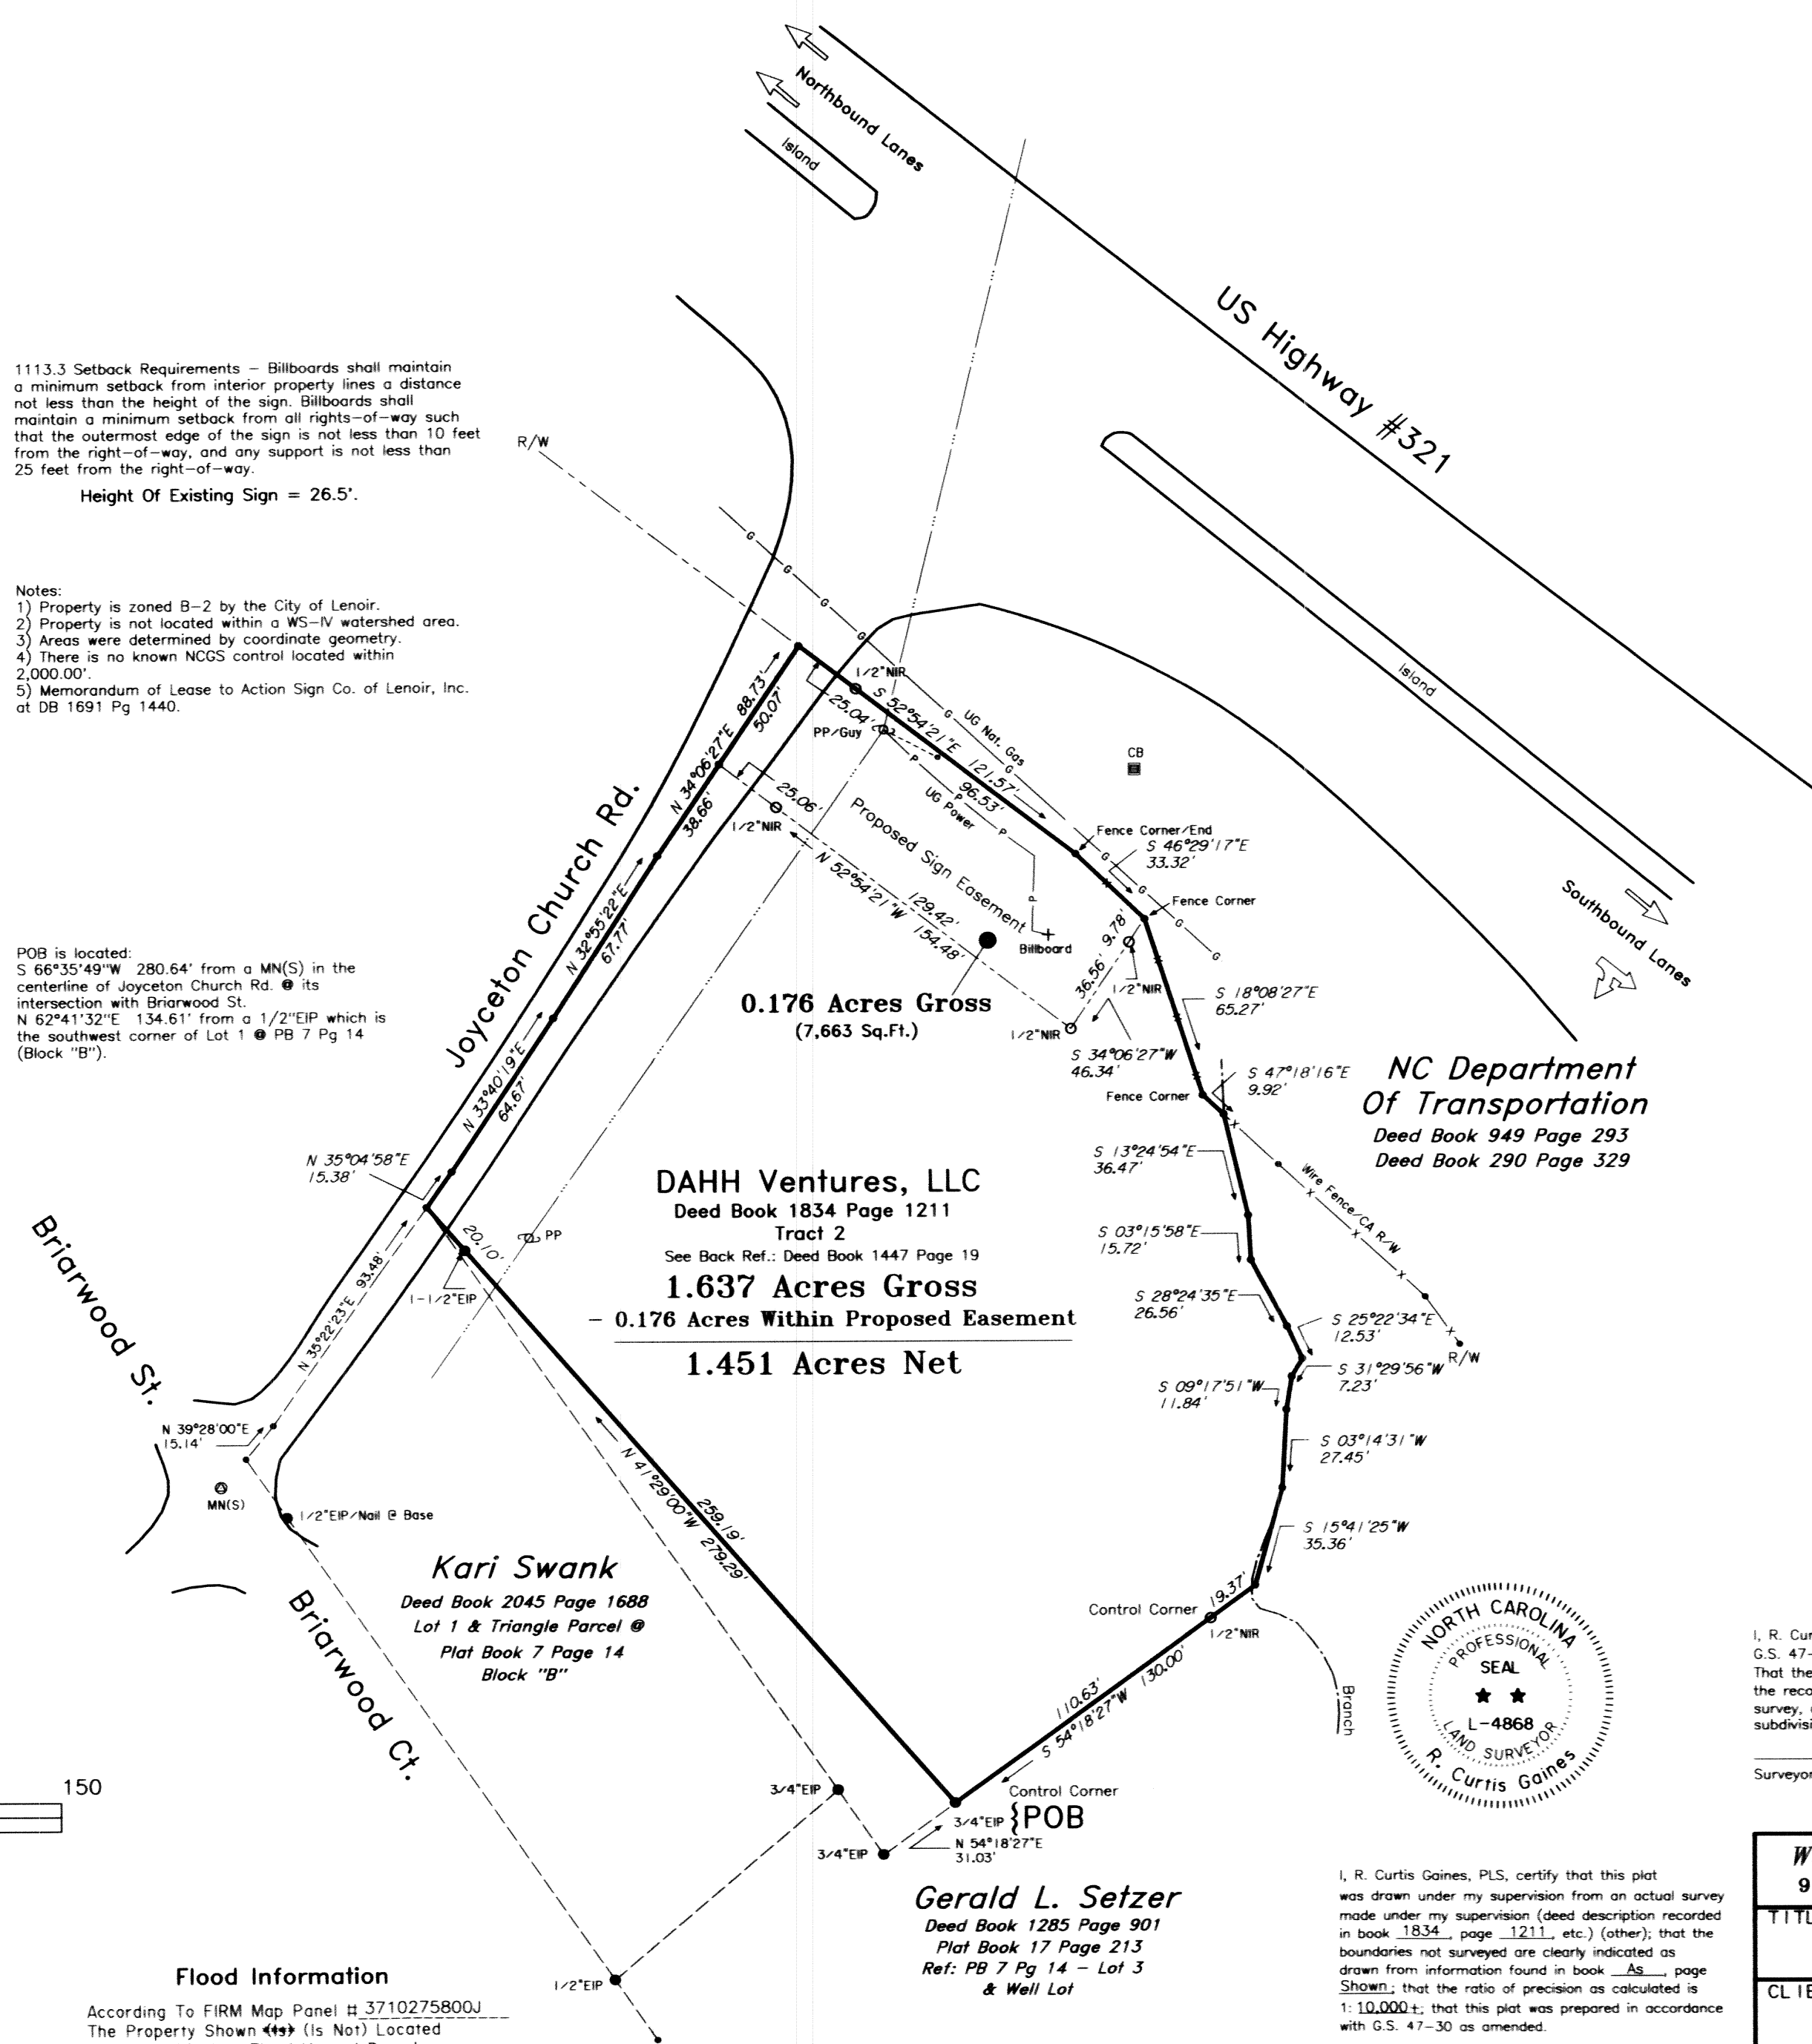 Northbound Lanes
Island
US Highway #321
1113.3 Setback Requirements – Billboards shall maintain
a minimum setback from interior property lines a distance
not less than the height of the sign. Billboards shall
maintain a minimum setback from all rights-of-way such
that the outermost edge of the sign is not less than 10 feet
from the right-of-way, and any support is not less than
25 feet from the right-of-way.
Height Of Existing Sign = 26.5'.
R/W
Notes:
1) Property is zoned B-2 by the City of Lenoir.
2) Property is not located within a WS-IV watershed area.
3) Areas were determined by coordinate geometry.
4) There is no known NCGS control located within
2,000.00'.
5) Memorandum of Lease to Action Sign Co. of Lenoir, Inc.
at DB 1691 Pg 1440.
G
G
G
G
G
G
G
G
G
G
Island
Southbound Lanes
1/2"NIR
25.04'
S 52°54'21"E 121.57'
96.53'
UG Nat. Gas
PP/Guy
CB
P
P
P
P
UG Power
N 34°06'27"E 88.73'
50.07'
38.66'
25.06'
1/2"NIR
Proposed Sign Easement
129.42'
N 52°54'21"W 154.48'
Billboard
Fence Corner/End
S 46°29'17"E
33.32'
Fence Corner
9.78'
36.56'
1/2"NIR
1/2"NIR
0.176 Acres Gross
(7,663 Sq.Ft.)
S 34°06'27"W
46.34'
S 18°08'27"E
65.27'
Fence Corner
S 47°18'16"E
9.92'
NC Department
Of Transportation
Deed Book 949 Page 293
Deed Book 290 Page 329
POB is located:
S 66°35'49"W 280.64' from a MN(S) in the
centerline of Joyceton Church Rd. @ its
intersection with Briarwood St.
N 62°41'32"E 134.61' from a 1/2"EIP which is
the southwest corner of Lot 1 @ PB 7 Pg 14
(Block "B").
Joyceton Church Rd.
N 32°55'22"E
67.77'
N 33°40'19"E
64.67'
N 35°04'58"E
15.38'
S 13°24'54"E
36.47'
X
X
X
X
X
Wire Fence/CA R/W
R/W
DAHH Ventures, LLC
Deed Book 1834 Page 1211
Tract 2
See Back Ref.: Deed Book 1447 Page 19
1.637 Acres Gross
– 0.176 Acres Within Proposed Easement
1.451 Acres Net
S 03°15'58"E
15.72'
S 28°24'35"E
26.56'
S 25°22'34"E
12.53'
S 31°29'56"W
7.23'
S 09°17'51"W
11.84'
S 03°14'31"W
27.45'
S 15°41'25"W
35.36'
PP
20.10'
1-1/2"EIP
Briarwood St.
N 35°22'23"E 93.48'
N 39°28'00"E
15.14'
MN(S)
1/2"EIP/Nail @ Base
N 41°29'00"W 279.29'
259.19'
Kari Swank
Deed Book 2045 Page 1688
Lot 1 & Triangle Parcel @
Plat Book 7 Page 14
Block "B"
Briarwood Ct.
Control Corner
19.37'
1/2"NIR
110.63'
S 54°18'27"W 130.00'
Branch
NORTH CAROLINA
PROFESSIONAL
SEAL
L-4868
LAND SURVEYOR
R. Curtis Gaines
I, R. Cur
G.S. 47-
That the
the reco
survey,
subdivisi
Surveyor
150
3/4"EIP
Control Corner
3/4"EIP {POB
3/4"EIP
N 54°18'27"E
31.03'
Gerald L. Setzer
Deed Book 1285 Page 901
Plat Book 17 Page 213
Ref: PB 7 Pg 14 – Lot 3
& Well Lot
1/2"EIP
I, R. Curtis Gaines, PLS, certify that this plat
was drawn under my supervision from an actual survey
made under my supervision (deed description recorded
in book 1834, page 1211, etc.) (other); that the
boundaries not surveyed are clearly indicated as
drawn from information found in book As, page
Shown; that the ratio of precision as calculated is
1: 10,000+; that this plat was prepared in accordance
with G.S. 47-30 as amended.
W
9
TITL
CLIE
Flood Information
According To FIRM Map Panel # 3710275800J
The Property Shown (Is) (Is Not) Located